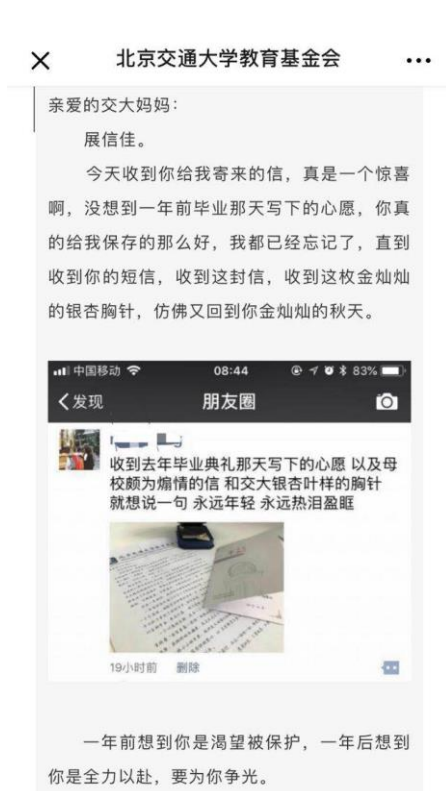 北京交通大学教育基金会
亲爱的交大妈妈：
展信佳。
今天收到你给我寄来的信，真是一个惊喜
啊，没想到一年前毕业那天写下的心愿，你真
的给我保存的那么好，我都已经忘记了，直到
收到你的短信，收到这封信，收到这枚金灿灿
的银杏胸针，仿佛又回到你金灿灿的秋天。
中国移动 08:44 83%
发现 朋友圈
收到去年毕业典礼那天写下的心愿 以及母
校颇为煽情的信 和交大银杏叶样的胸针
就想说一句 永远年轻 永远热泪盈眶
19小时前 删除
一年前想到你是渴望被保护，一年后想到
你是全力以赴，要为你争光。